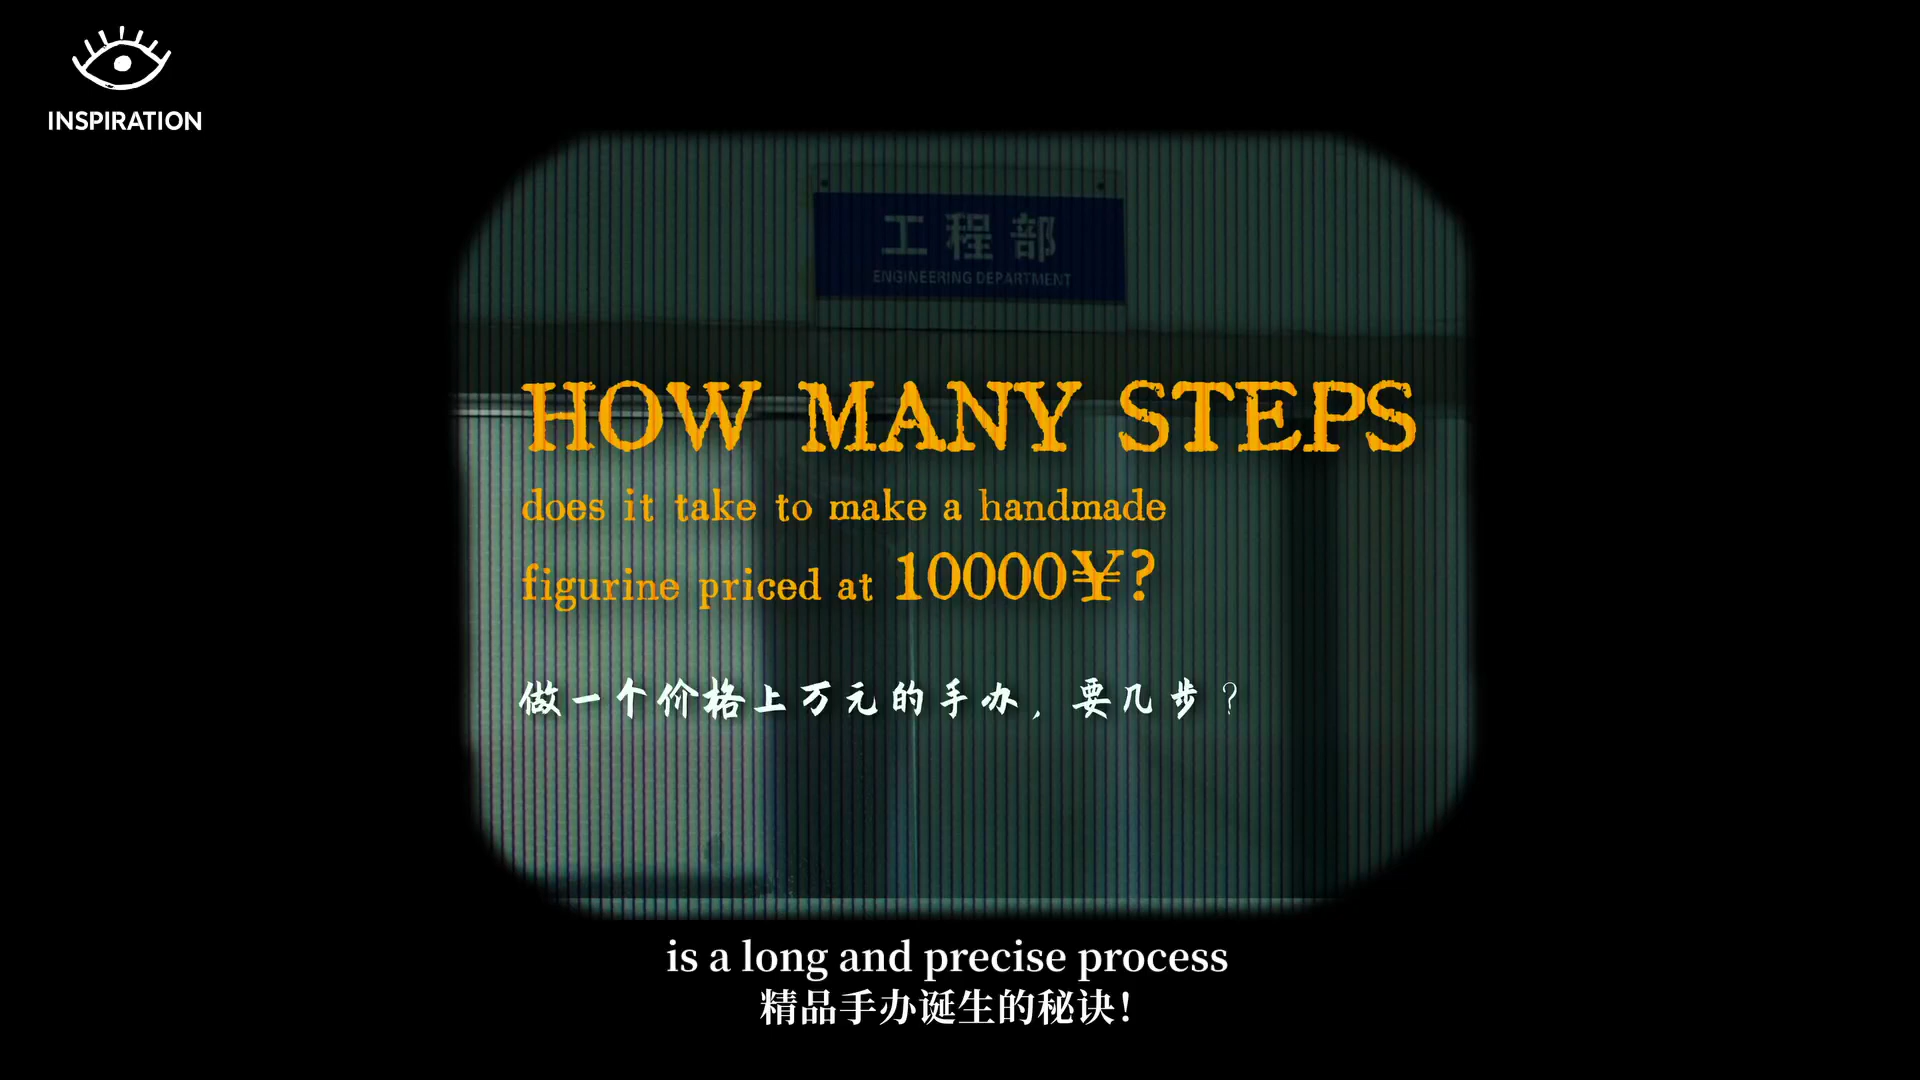 INSPIRATION
工程部
ENGINEERING DEPARTMENT
HOW MANY STEPS
does it take to make a handmade
figurine priced at 10000¥?
做一个价格上万元的手办，要几步？
is a long and precise process
精品手办诞生的秘诀！